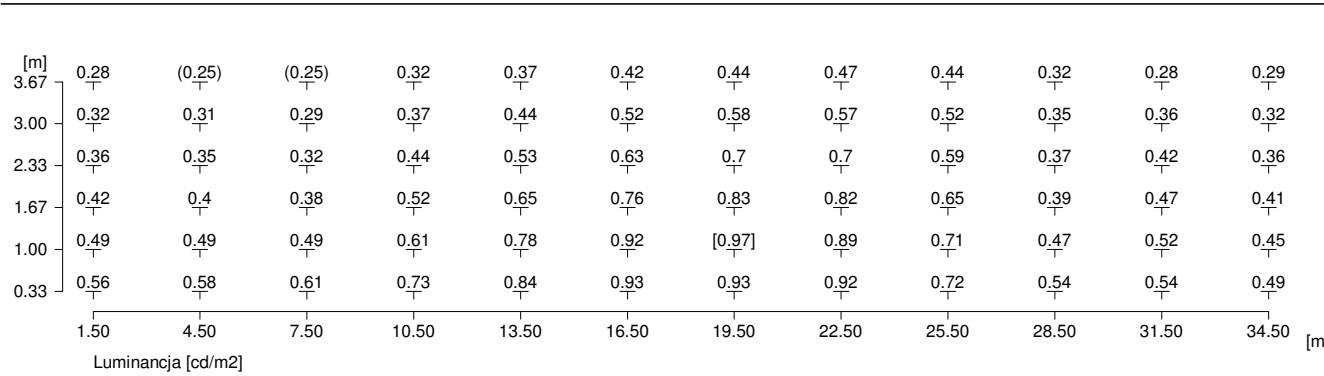 [m]
3.67 0.28 (0.25) (0.25) 0.32 0.37 0.42 0.44 0.47 0.44 0.32 0.28 0.29
3.00 0.32 0.31 0.29 0.37 0.44 0.52 0.58 0.57 0.52 0.35 0.36 0.32
2.33 0.36 0.35 0.32 0.44 0.53 0.63 0.7 0.7 0.59 0.37 0.42 0.36
1.67 0.42 0.4 0.38 0.52 0.65 0.76 0.83 0.82 0.65 0.39 0.47 0.41
1.00 0.49 0.49 0.49 0.61 0.78 0.92 [0.97] 0.89 0.71 0.47 0.52 0.45
0.33 0.56 0.58 0.61 0.73 0.84 0.93 0.93 0.92 0.72 0.54 0.54 0.49
1.50 4.50 7.50 10.50 13.50 16.50 19.50 22.50 25.50 28.50 31.50 34.50 [m
Luminancja [cd/m2]